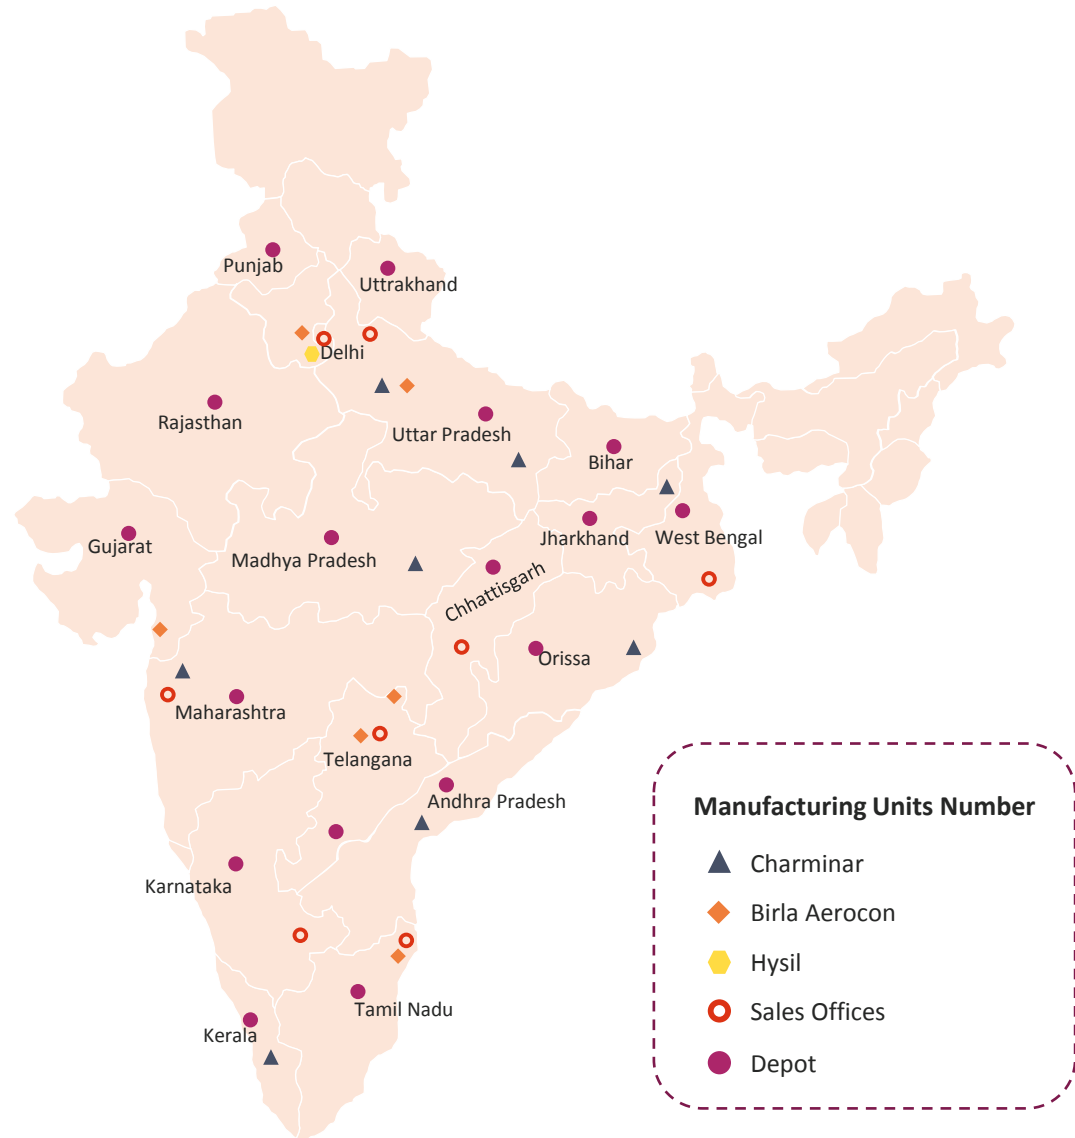 Punjab
Uttrakhand
Delhi
Rajasthan
Uttar Pradesh
Bihar
Gujarat
Madhya Pradesh
Jharkhand
West Bengal
Chhattisgarh
Orissa
Maharashtra
Telangana
Andhra Pradesh
Karnataka
Tamil Nadu
Kerala
Manufacturing Units Number
Charminar
Birla Aerocon
Hysil
Sales Offices
Depot